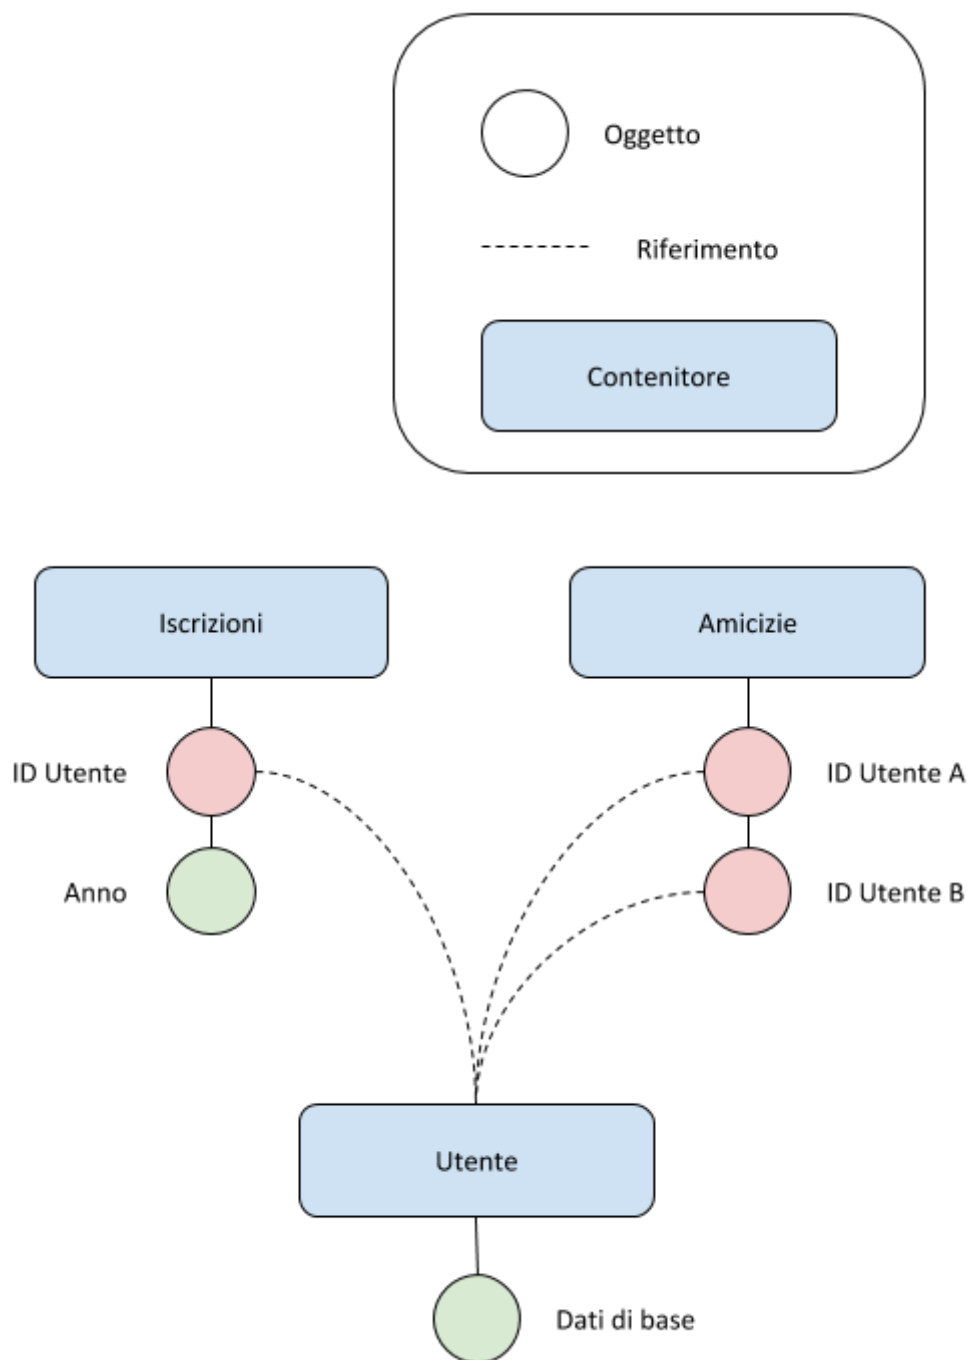 Oggetto
Riferimento
Contenitore
Iscrizioni
Amicizie
ID Utente
ID Utente A
Anno
ID Utente B
Utente
Dati di base